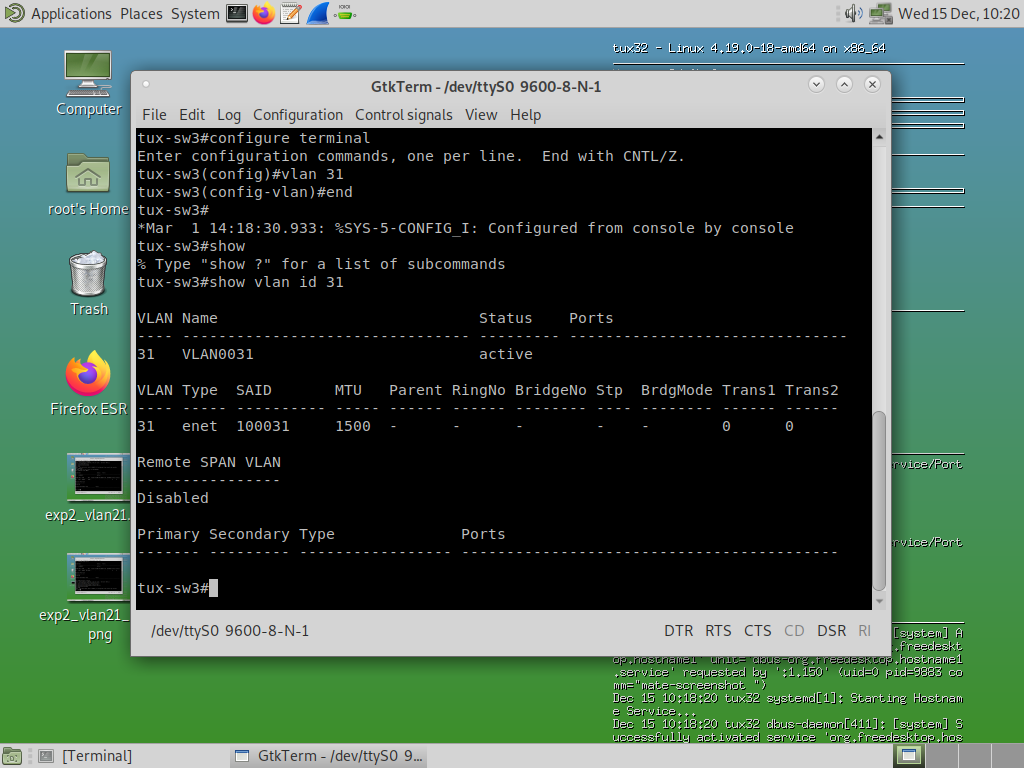 Applications Places System Wed 15 Dec, 10:20
tux32 - Linux 4.19.0-18-amd64 on x86_64
Computer
root's Home
Trash
Firefox ESR
exp2_vlan21.
exp2_vlan21_
png
GtkTerm - /dev/ttyS0 9600-8-N-1
File Edit Log Configuration Control signals View Help
tux-sw3#configure terminal
Enter configuration commands, one per line.  End with CNTL/Z.
tux-sw3(config)#vlan 31
tux-sw3(config-vlan)#end
tux-sw3#
*Mar  1 14:18:30.933: %SYS-5-CONFIG_I: Configured from console by console
tux-sw3#show
% Type "show ?" for a list of subcommands
tux-sw3#show vlan id 31
VLAN Name                             Status    Ports
---- -------------------------------- --------- -------------------------------
31   VLAN0031                         active
VLAN Type  SAID       MTU   Parent RingNo BridgeNo Stp  BrdgMode Trans1 Trans2
---- ----- ---------- ----- ------ ------ -------- ---- -------- ------ ------
31   enet  100031     1500  -      -      -        -    -        0      0
Remote SPAN VLAN
----------------
Disabled
Primary Secondary Type              Ports
------- --------- ----------------- ------------------------------------------
tux-sw3#
/dev/ttyS0 9600-8-N-1 DTR RTS CTS CD DSR RI
rvice/Port
rvice/Port
[system] A
g.freedeskt
op.hostname1' unit='dbus-org.freedesktop.hostname1
.service' requested by ':1.150' (uid=0 pid=9883 co
mm="mate-screenshot ")
Dec 15 10:18:20 tux32 systemd[1]: Starting Hostnam
e Service...
Dec 15 10:18:20 tux32 dbus-daemon[411]: [system] S
uccessfully activated service 'org.freedesktop.hos
[Terminal] GtkTerm - /dev/ttyS0 9...